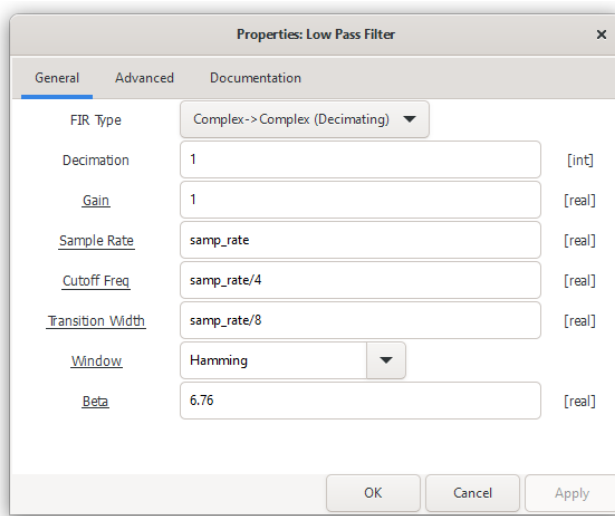 Properties: Low Pass Filter ×
General Advanced Documentation
FIR Type Complex->Complex (Decimating)
Decimation 1 [int]
Gain 1 [real]
Sample Rate samp_rate [real]
Cutoff Freq samp_rate/4 [real]
Transition Width samp_rate/8 [real]
Window Hamming
Beta 6.76 [real]
OK Cancel Apply